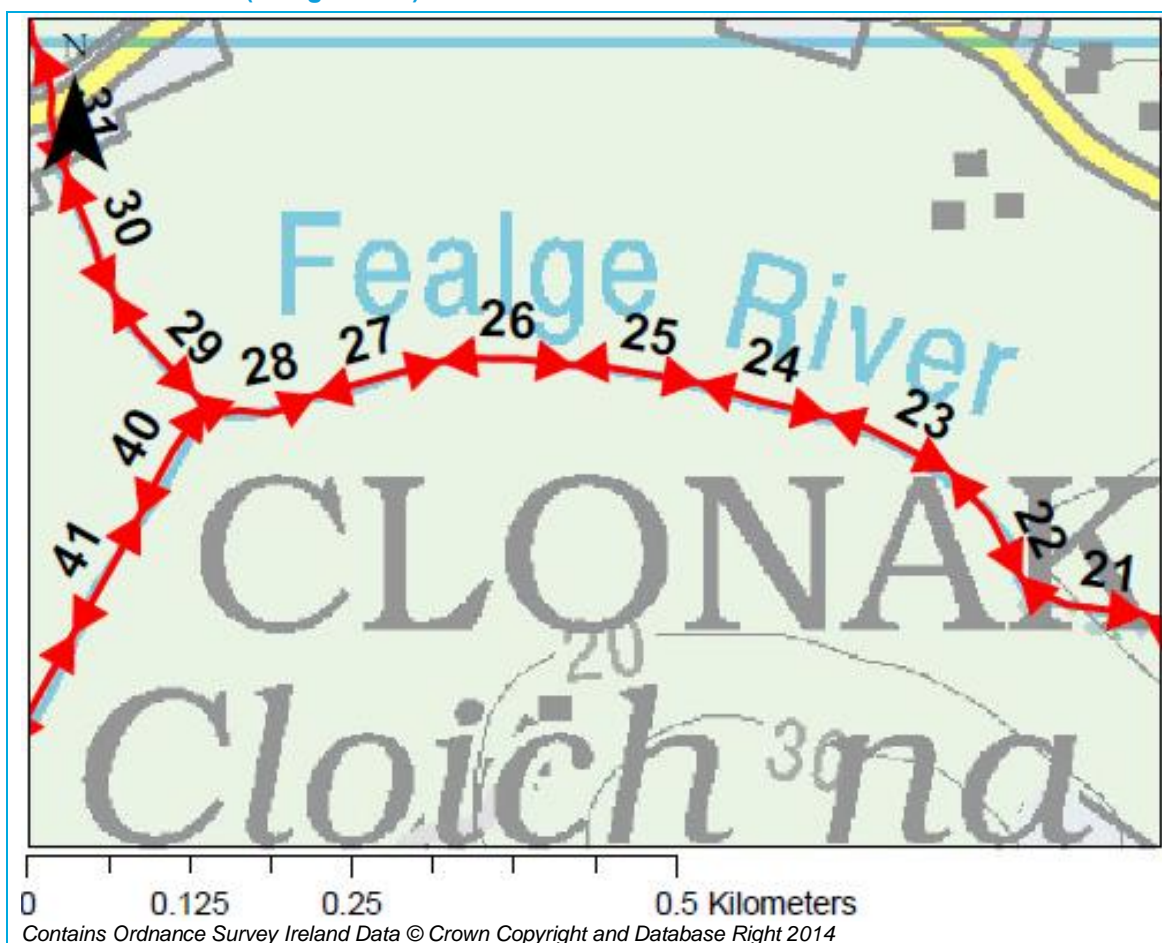 N
31
30
Fealge River
29
28
27
26
25
24
23
22
21
40
41
CLONAK
20
30
Cloich na
0 0.125 0.25 0.5 Kilometers
Contains Ordnance Survey Ireland Data © Crown Copyright and Database Right 2014